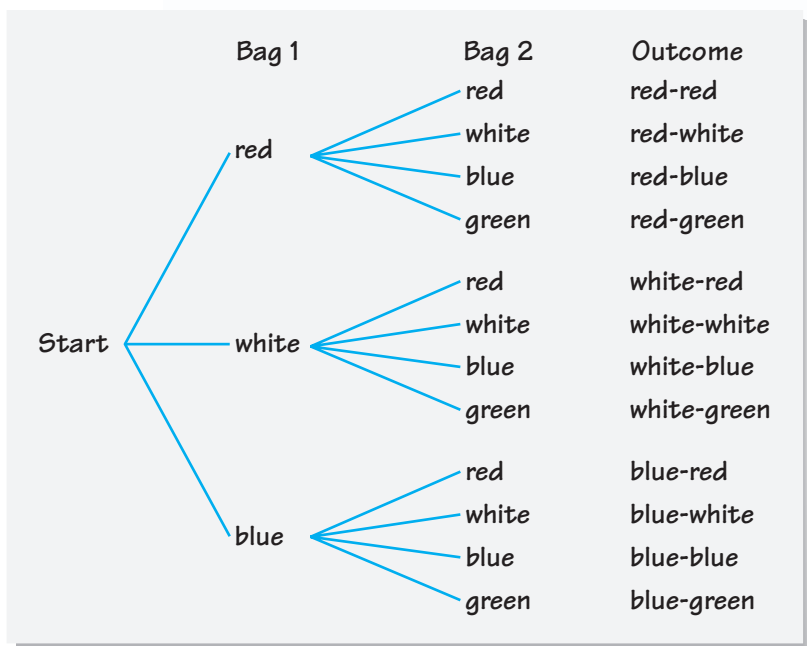 Bag 1 Bag 2 Outcome
red red-red
red white red-white
blue red-blue
green red-green
red white-red
Start white white white-white
blue white-blue
green white-green
red blue-red
white blue-white
blue blue blue-blue
green blue-green